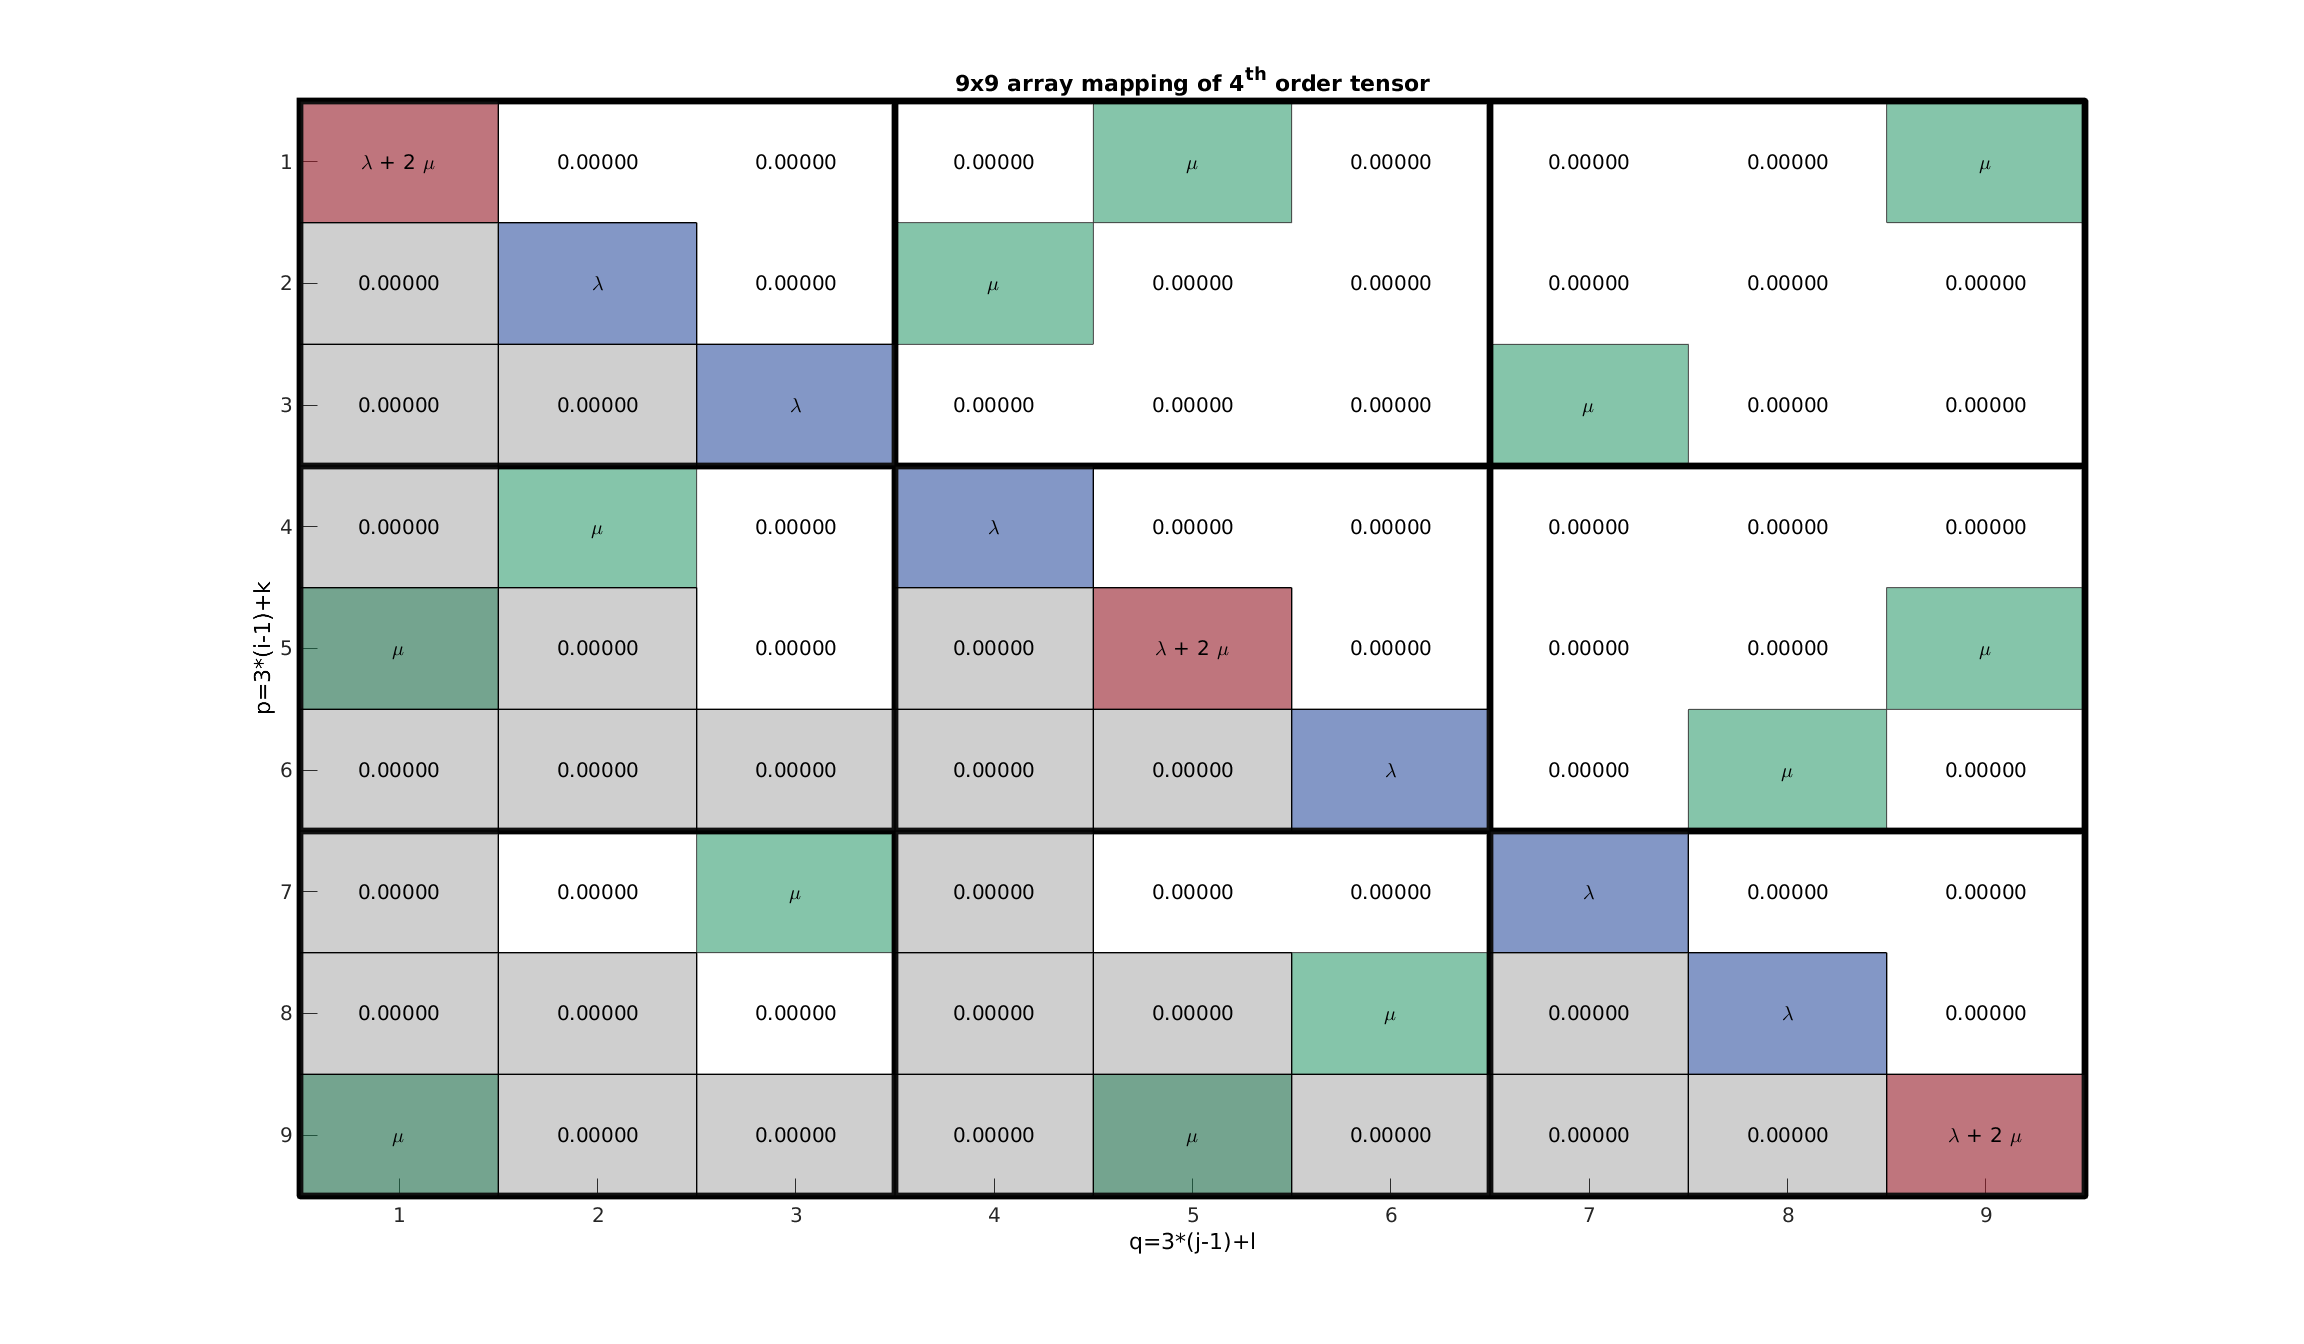 9x9 array mapping of 4th order tensor
1 λ + 2 μ 0.00000 0.00000 0.00000 μ 0.00000 0.00000 0.00000 μ
2 0.00000 λ 0.00000 μ 0.00000 0.00000 0.00000 0.00000 0.00000
3 0.00000 0.00000 λ 0.00000 0.00000 0.00000 μ 0.00000 0.00000
4 0.00000 μ 0.00000 λ 0.00000 0.00000 0.00000 0.00000 0.00000
5 μ 0.00000 0.00000 0.00000 λ + 2 μ 0.00000 0.00000 0.00000 μ
6 0.00000 0.00000 0.00000 0.00000 0.00000 λ 0.00000 μ 0.00000
7 0.00000 0.00000 μ 0.00000 0.00000 0.00000 λ 0.00000 0.00000
8 0.00000 0.00000 0.00000 0.00000 0.00000 μ 0.00000 λ 0.00000
9 μ 0.00000 0.00000 0.00000 μ 0.00000 0.00000 0.00000 λ + 2 μ
1 2 3 4 5 6 7 8 9
p=3*(i-1)+k
q=3*(j-1)+l